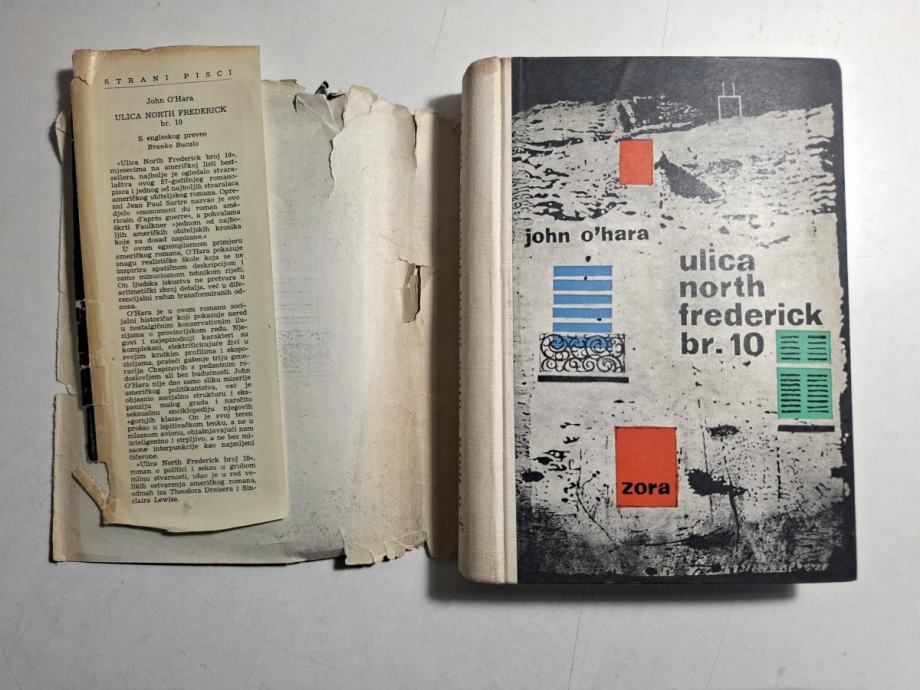 STRANI PISCI
John O'Hara
ULICA NORTH FREDERICK
br. 10
S engleskog preveo
Branko Bucalo
»Ulica North Frederick broj 10«,
mjesecima na američkoj listi best-
sellera, najbolje je ogledalo stvara-
laštva ovog 57-godišnjeg romano-
pisca i jednog od najboljih stvaralaca
američkog obiteljskog romana. Opre-
zni Jean Paul Sartre nazvao je ovo
djelo »monument du roman amé-
ricain d'après guerre«, a pohvalama
škrti Faulkner »jednom od najbo-
ljih američkih obiteljskih kronika
koje su dosad napisane.«
U ovom egzemplarnom primjeru
američkog romana, O'Hara pokazuje
snagu realističke škole koja se ne
inspirira apatičnom deskripcijom i
samo minucioznom tehnikom riječi.
On ljudska iskustva ne pretvara u
aritmetički zbroj detalja, već u dife-
rencijalni račun transformiranih od-
nosa.
O'Hara je u ovom romanu soci-
jalni historičar koji pokazuje nered
u nostalgičnim konzervativnim ilu-
zijama o provincijskom redu. Nje-
govi i najepizodniji karakteri su
kompleksni, elektrificirajuće živi u
svojim kratkim profilima i ekspo-
zicijama, prateći gašenje triju gene-
racija Chapinovih s pedantnim ro-
doslovljem ali bez budućnosti. John
O'Hara nije dao samo sliku mizerije
američkog politikantstva, već je
objasnio socijalnu strukturu i eks-
panziju malog grada i naročito
seksualnu enciklopediju njegovih
»gornjih klasa«. On je svoj teren
prošao u ispitivačkom tenku, a ne u
mlaznom avionu, objašnjavajući nam
inteligentno i strpljivo, a ne bez mi-
saone interpunkcije kao najmljeni
čičerone.
»Ulica North Frederick broj 10«,
roman o politici i seksu u grubom
mlinu stvarnosti, ušao je u red ve-
likih ostvarenja američkog romana,
odmah iza Theodora Dreisera i Sin-
claira Lewisa.
john o'hara
ulica
north
frederick
br. 10
zora